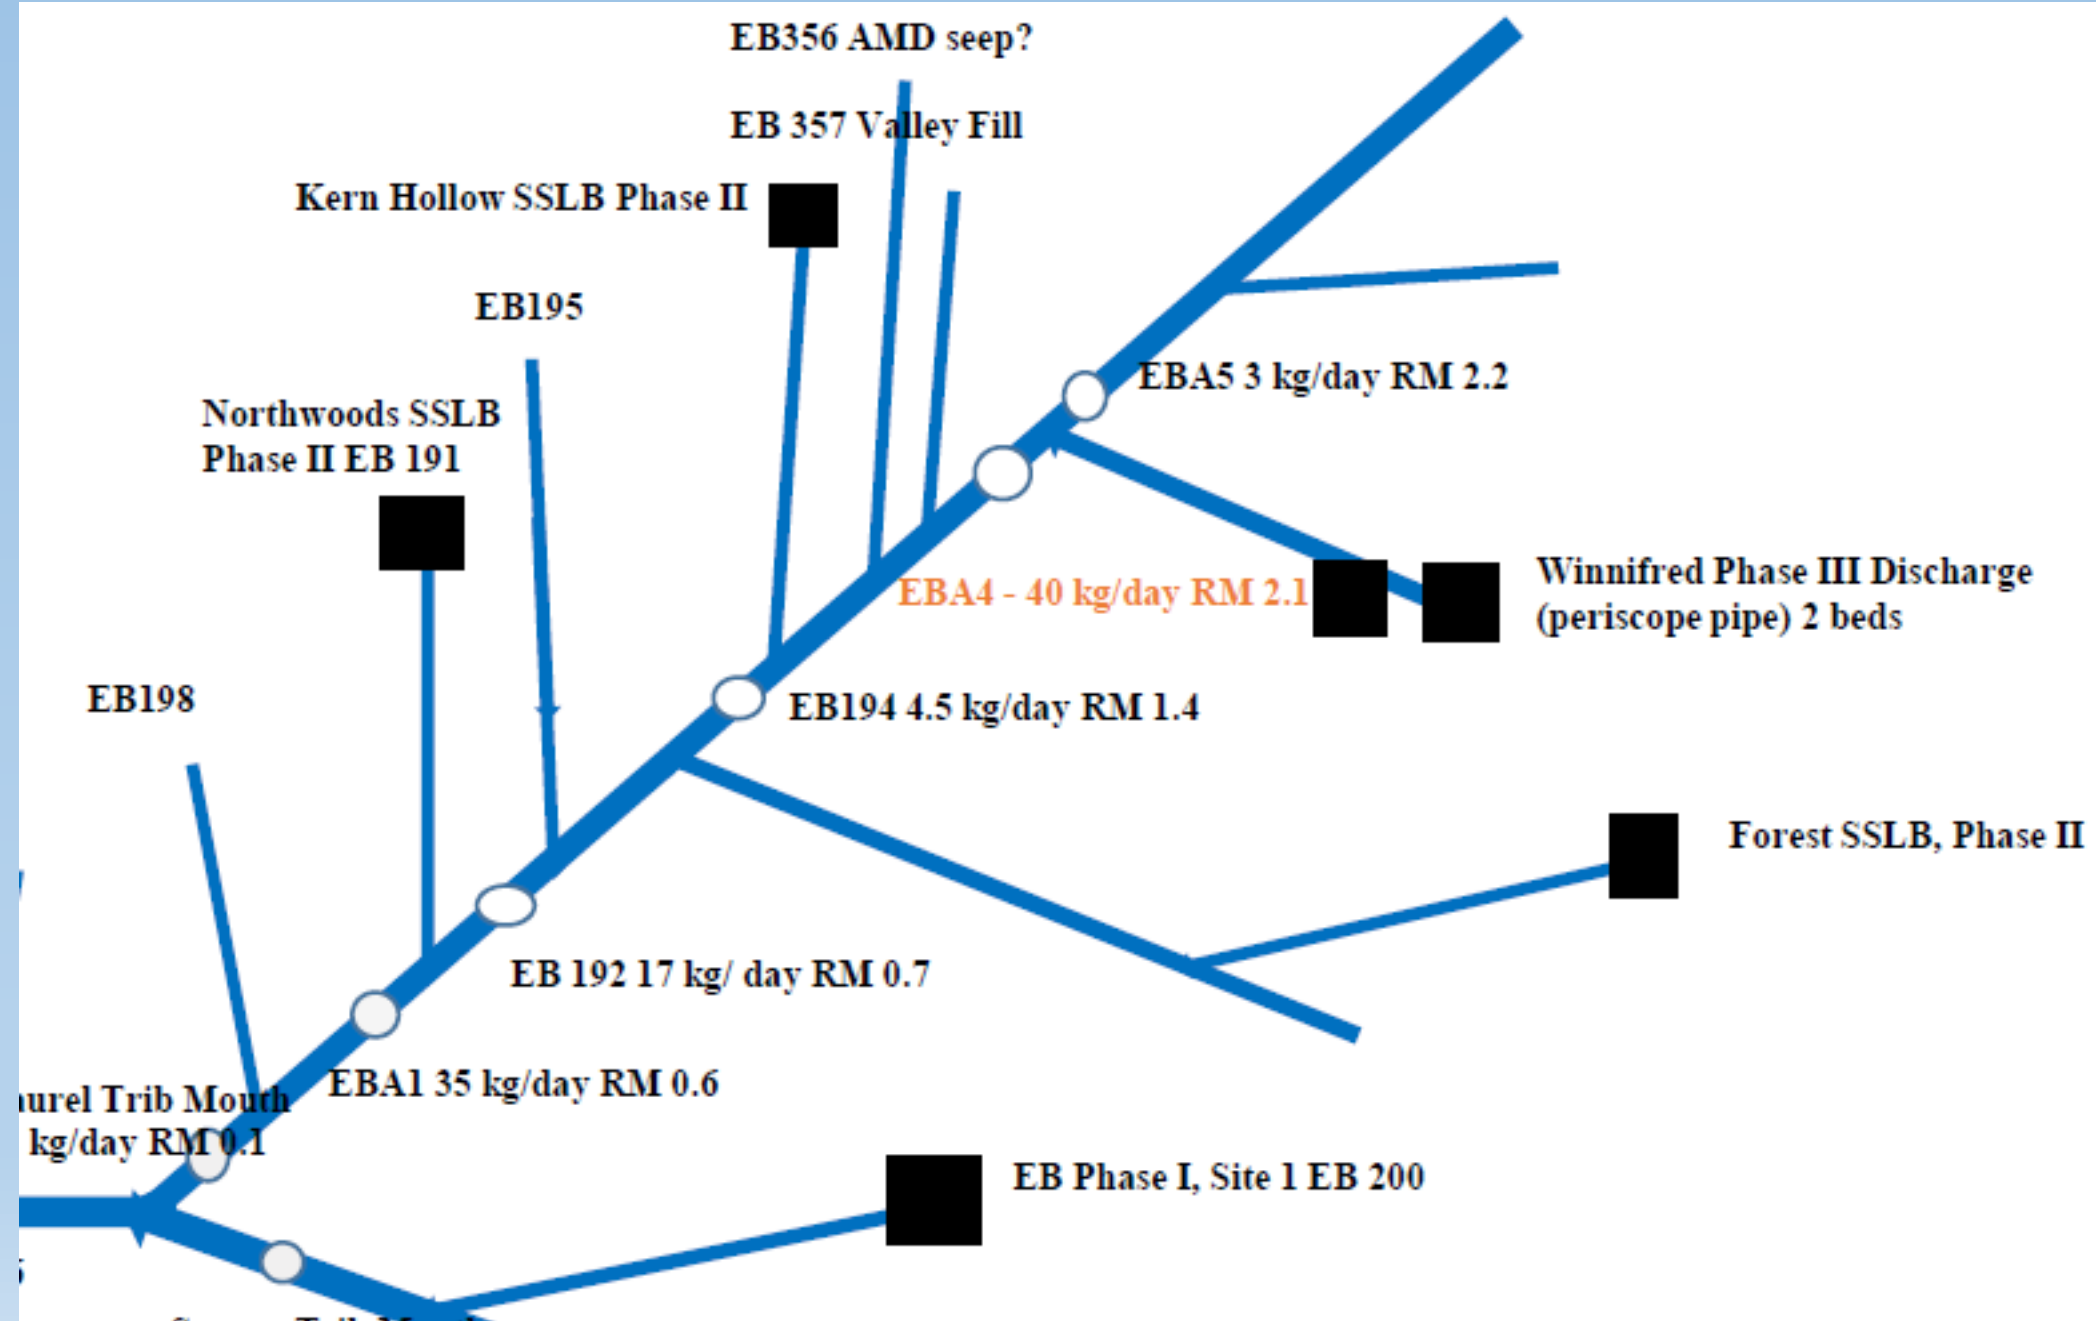 EB356 AMD seep?
EB 357 Valley Fill
Kern Hollow SSLB Phase II
EB195
EBA5 3 kg/day RM 2.2
Northwoods SSLB
Phase II EB 191
Winnifred Phase III Discharge
(periscope pipe) 2 beds
EBA4 - 40 kg/day RM 2.1
EB198
EB194 4.5 kg/day RM 1.4
Forest SSLB, Phase II
EB 192 17 kg/ day RM 0.7
EBA1 35 kg/day RM 0.6
Trib Mouth
kg/day RM 0.1
EB Phase I, Site 1 EB 200